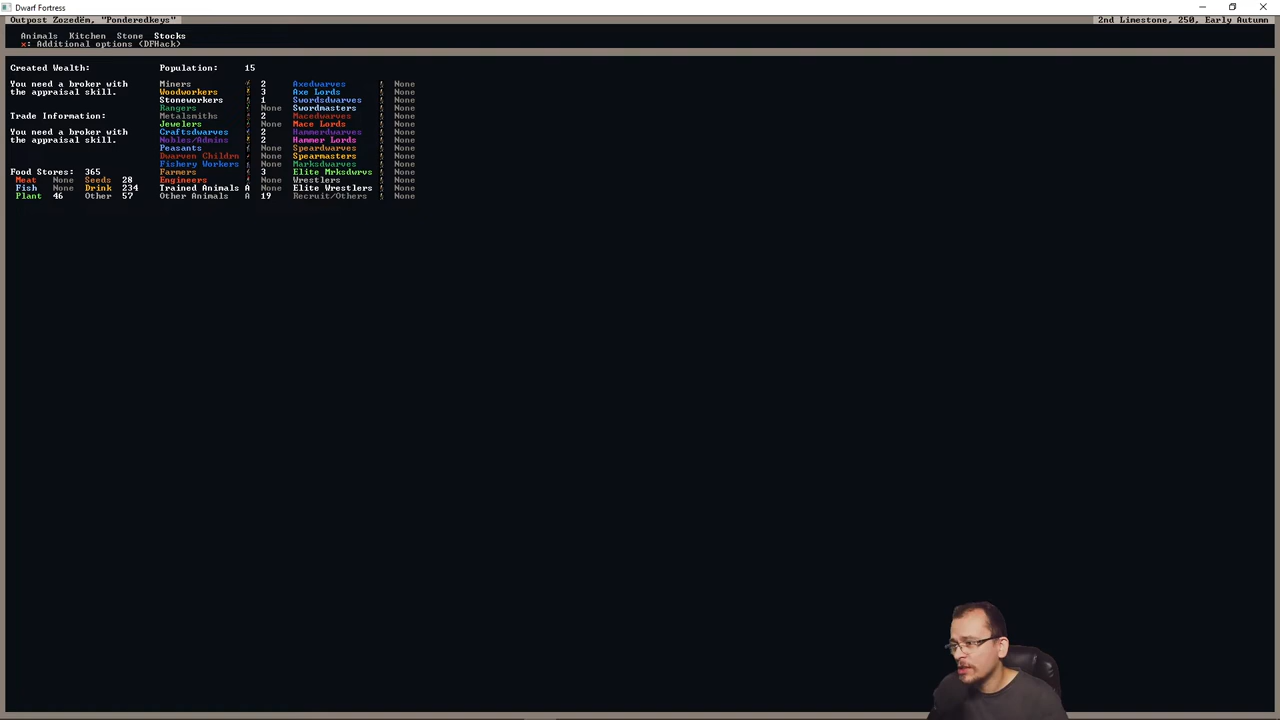 Dwarf Fortress
Outpost Zozedëm, "Ponderedkeys" 2nd Limestone, 250, Early Autumn
Animals Kitchen Stone Stocks
x: Additional options (DFHack)
Created Wealth: Population: 15
You need a broker with Miners 2 Axedwarves None
the appraisal skill. Woodworkers 3 Axe Lords None
Stoneworkers 1 Swordsdwarves None
Rangers None Swordmasters None
Trade Information: Metalsmiths 2 Macedwarves None
Jewelers None Mace Lords None
You need a broker with Craftsdwarves 2 Hammerdwarves None
the appraisal skill. Nobles/Admins 2 Hammer Lords None
Peasants None Speardwarves None
Dwarven Childrn None Spearmasters None
Fishery Workers None Marksdwarves None
Food Stores: 365 Farmers 3 Elite Mrksdwrvs None
Meat None Seeds 28 Engineers None Wrestlers None
Fish None Drink 234 Trained Animals A None Elite Wrestlers None
Plant 46 Other 57 Other Animals A 19 Recruit/Others None